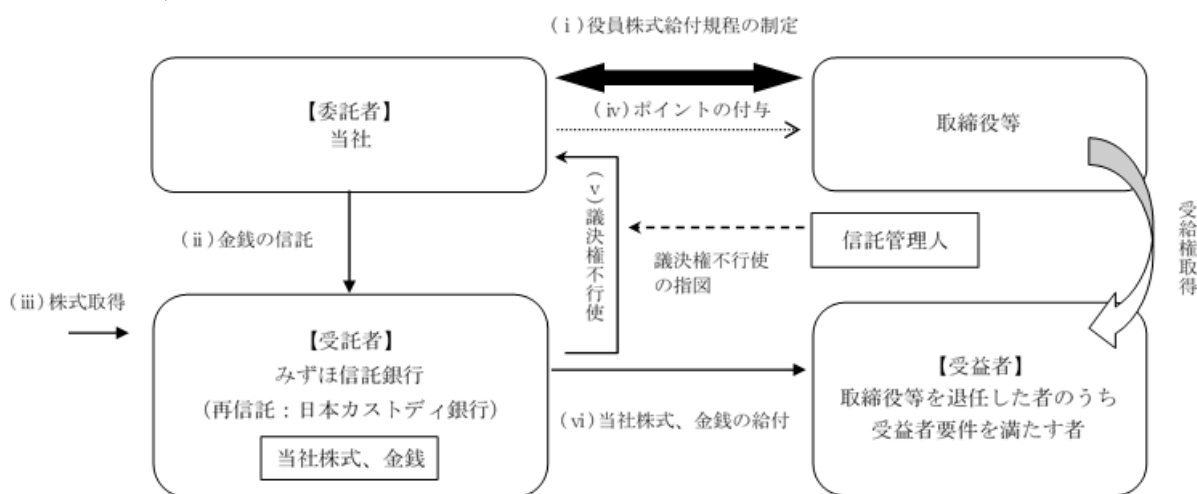 (ⅰ)役員株式給付規程の制定
【委託者】
当社
(ⅳ)ポイントの付与
取締役等
(ⅱ)金銭の信託
(ⅴ)議決権不行使
議決権不行使
の指図
信託管理人
受給権取得
(ⅲ)株式取得
【受託者】
みずほ信託銀行
(再信託：日本カストディ銀行)
当社株式、金銭
(ⅵ)当社株式、金銭の給付
【受益者】
取締役等を退任した者のうち
受益者要件を満たす者